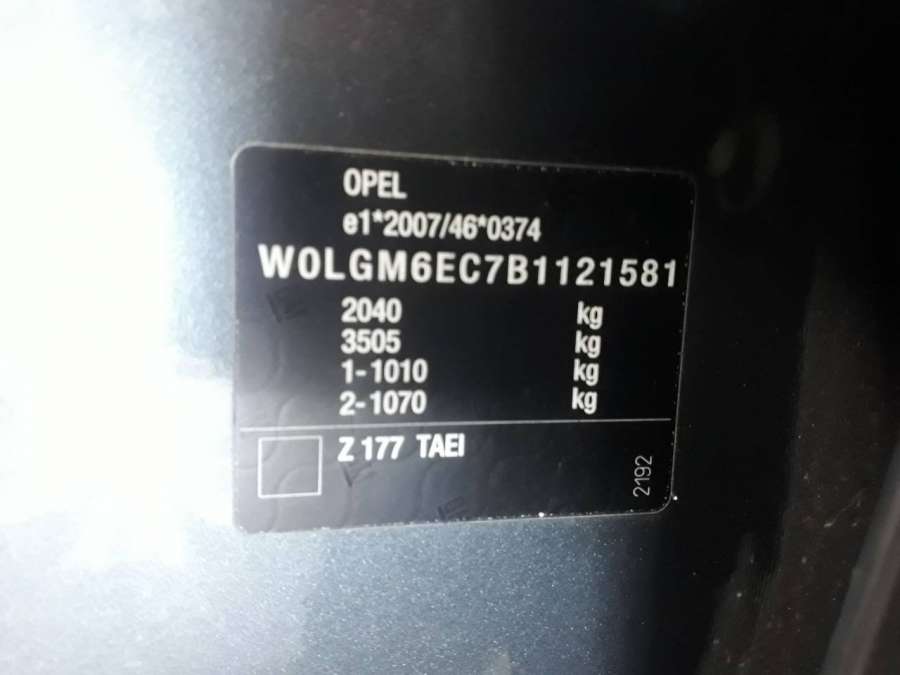 OPEL
e1*2007/46*0374
W0LGM6EC7B1121581
2040 kg
3505 kg
1-1010 kg
2-1070 kg
Z 177 TAEI
2192